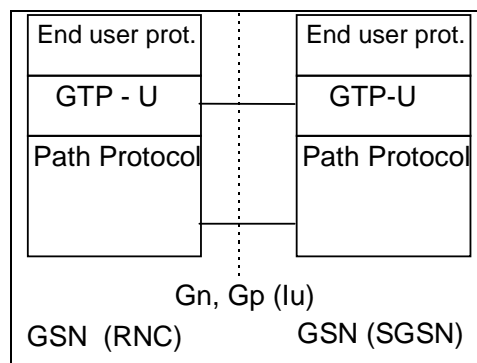 End user prot.
End user prot.
GTP - U
GTP-U
Path Protocol
Path Protocol
Gn, Gp (Iu)
GSN (RNC)
GSN (SGSN)